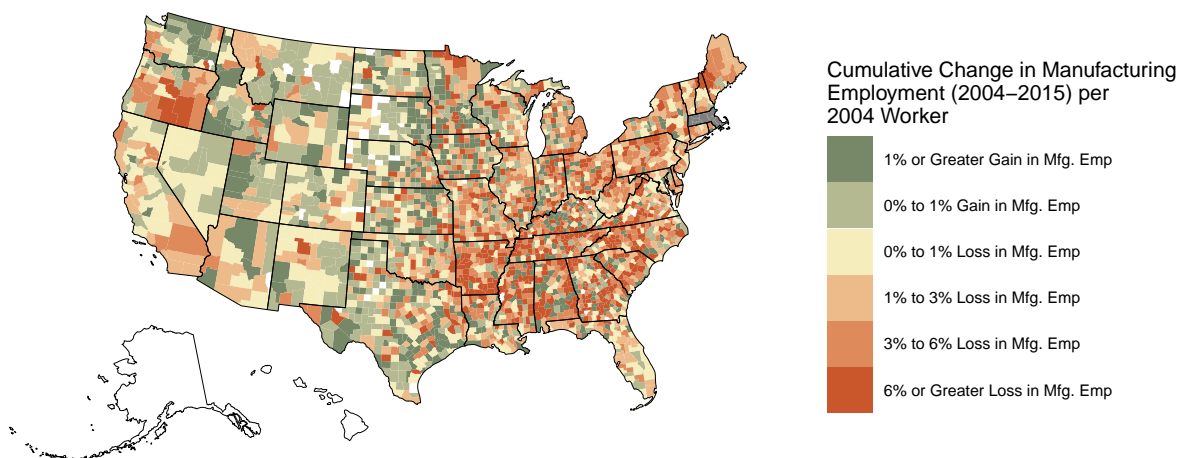 Cumulative Change in Manufacturing
Employment (2004–2015) per
2004 Worker
1% or Greater Gain in Mfg. Emp
0% to 1% Gain in Mfg. Emp
0% to 1% Loss in Mfg. Emp
1% to 3% Loss in Mfg. Emp
3% to 6% Loss in Mfg. Emp
6% or Greater Loss in Mfg. Emp